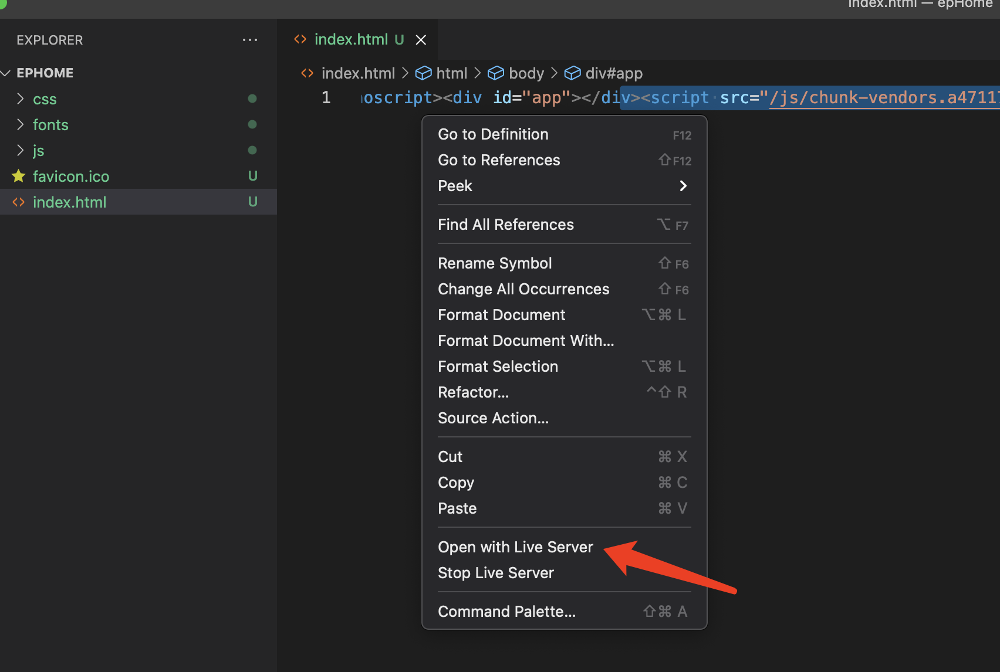 index.html — epHome
EXPLORER
···
index.html U
EPHOME
index.html > html > body > div#app
css
1
oscript><div id="app"></div><script src="/js/chunk-vendors.a4711
fonts
js
favicon.ico U
index.html U
Go to Definition F12
Go to References ⇧F12
Peek
Find All References ⌥ F7
Rename Symbol ⇧ F6
Change All Occurrences ⇧ F6
Format Document ⌥⌘ L
Format Document With...
Format Selection ⌥⌘ L
Refactor... ^⇧ R
Source Action...
Cut ⌘ X
Copy ⌘ C
Paste ⌘ V
Open with Live Server
Stop Live Server
Command Palette... ⇧⌘ A